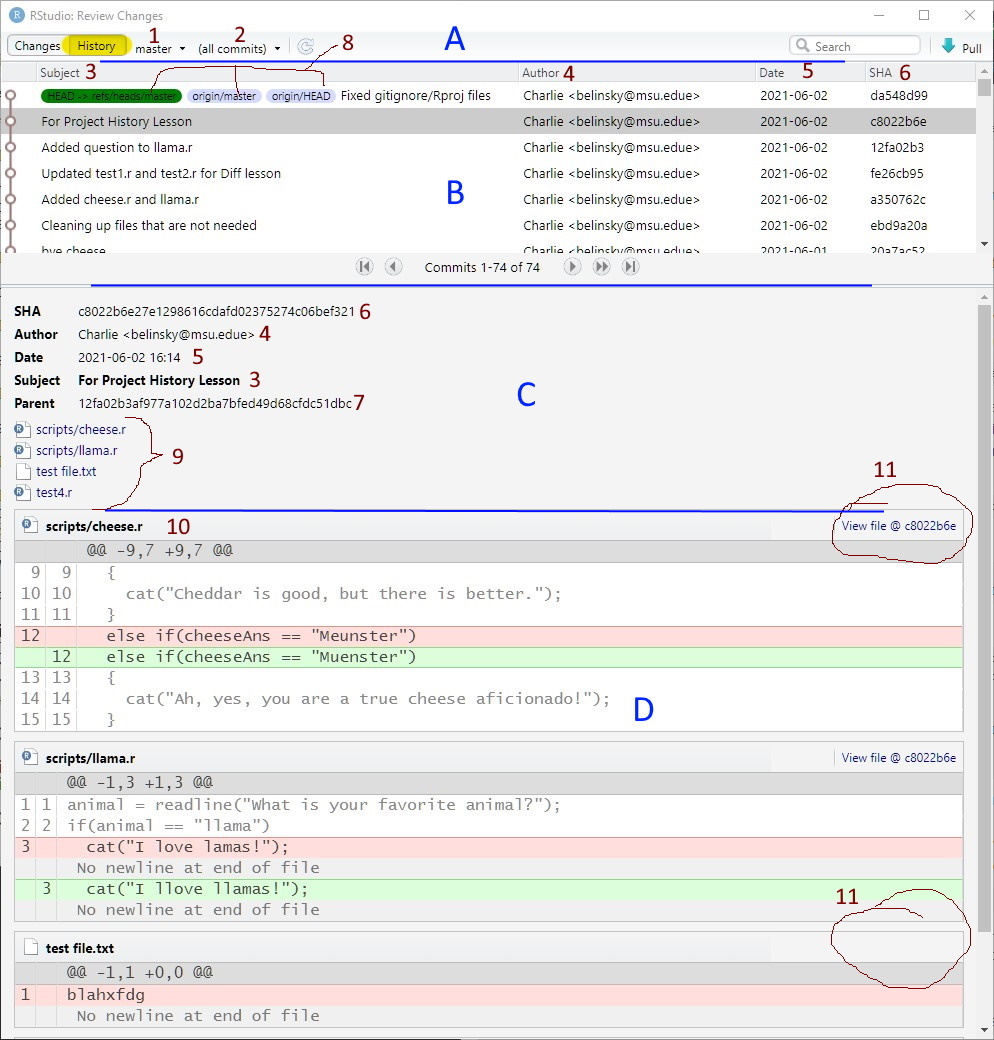 RStudio: Review Changes
Changes History master (all commits) Search Pull
1 2 8 A
Subject 3 Author 4 Date 5 SHA 6
HEAD -> refs/heads/master origin/master origin/HEAD Fixed gitignore/Rproj files Charlie <belinsky@msu.edue> 2021-06-02 da548d99
For Project History Lesson Charlie <belinsky@msu.edue> 2021-06-02 c8022b6e
Added question to llama.r Charlie <belinsky@msu.edue> 2021-06-02 12fa02b3
Updated test1.r and test2.r for Diff lesson Charlie <belinsky@msu.edue> 2021-06-02 fe26cb95
B
Added cheese.r and llama.r Charlie <belinsky@msu.edue> 2021-06-02 a350762c
Cleaning up files that are not needed Charlie <belinsky@msu.edue> 2021-06-02 ebd9a20a
bye cheese Charlie <belinsky@msu.edue> 2021-06-01 20a7ac52
Commits 1-74 of 74
SHA c8022b6e27e1298616cdafd02375274c06bef321 6
Author Charlie <belinsky@msu.edue> 4
Date 2021-06-02 16:14 5
Subject For Project History Lesson 3
C
Parent 12fa02b3af977a102d2ba7bfed49d68cfdc51dbc 7
scripts/cheese.r
scripts/llama.r
9
test file.txt
test4.r
11
scripts/cheese.r 10 View file @ c8022b6e
@@ -9,7 +9,7 @@
9 9 {
10 10 cat("Cheddar is good, but there is better.");
11 11 }
12 else if(cheeseAns == "Meunster")
12 else if(cheeseAns == "Muenster")
13 13 {
14 14 cat("Ah, yes, you are a true cheese aficionado!");
D
15 15 }
scripts/llama.r View file @ c8022b6e
@@ -1,3 +1,3 @@
1 1 animal = readline("What is your favorite animal?");
2 2 if(animal == "llama")
3 cat("I love lamas!");
No newline at end of file
3 cat("I llove llamas!");
No newline at end of file
11
test file.txt
@@ -1,1 +0,0 @@
1 blahxfdg
No newline at end of file